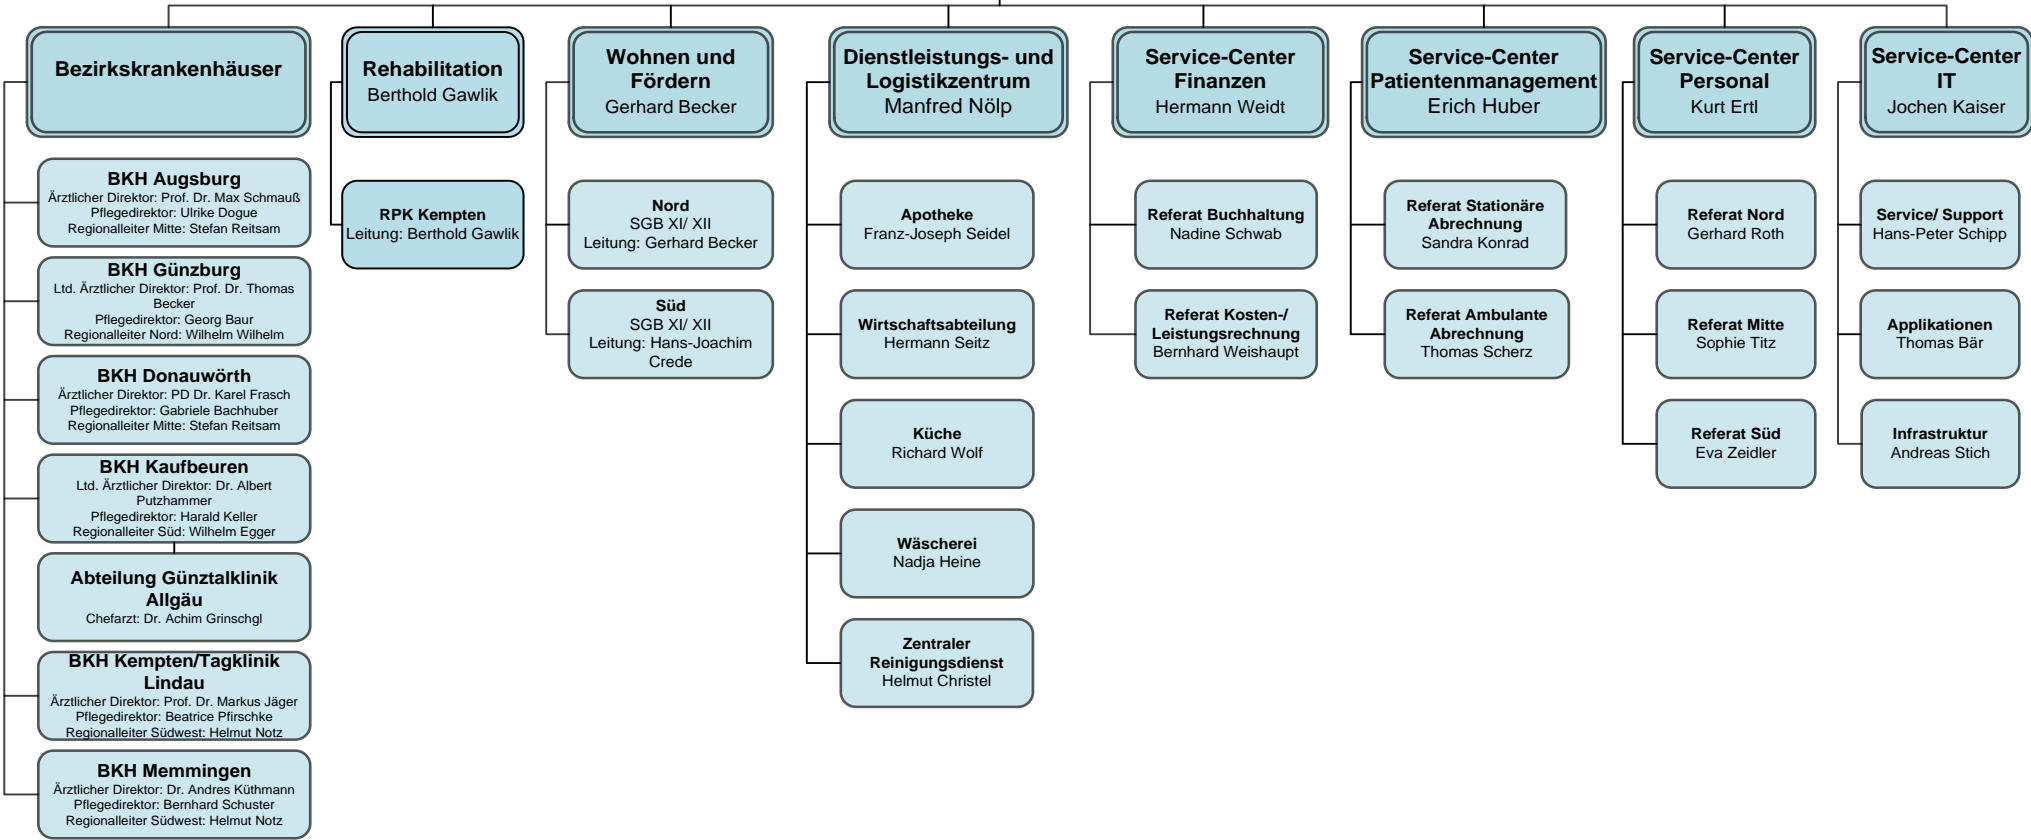 Bezirkskrankenhäuser
BKH Augsburg
Ärztlicher Direktor: Prof. Dr. Max Schmauß
Pflegedirektor: Ulrike Dogue
Regionalleiter Mitte: Stefan Reitsam
BKH Günzburg
Ltd. Ärztlicher Direktor: Prof. Dr. Thomas
Becker
Pflegedirektor: Georg Baur
Regionalleiter Nord: Wilhelm Wilhelm
BKH Donauwörth
Ärztlicher Direktor: PD Dr. Karel Frasch
Pflegedirektor: Gabriele Bachhuber
Regionalleiter Mitte: Stefan Reitsam
BKH Kaufbeuren
Ltd. Ärztlicher Direktor: Dr. Albert
Putzhammer
Pflegedirektor: Harald Keller
Regionalleiter Süd: Wilhelm Egger
Abteilung Günztalklinik
Allgäu
Chefarzt: Dr. Achim Grinschgl
BKH Kempten/Tagklinik
Lindau
Ärztlicher Direktor: Prof. Dr. Markus Jäger
Pflegedirektor: Beatrice Pfirschke
Regionalleiter Südwest: Helmut Notz
BKH Memmingen
Ärztlicher Direktor: Dr. Andres Küthmann
Pflegedirektor: Bernhard Schuster
Regionalleiter Südwest: Helmut Notz
Rehabilitation
Berthold Gawlik
RPK Kempten
Leitung: Berthold Gawlik
Wohnen und
Fördern
Gerhard Becker
Nord
SGB XI/ XII
Leitung: Gerhard Becker
Süd
SGB XI/ XII
Leitung: Hans-Joachim
Crede
Dienstleistungs- und
Logistikzentrum
Manfred Nölp
Apotheke
Franz-Joseph Seidel
Wirtschaftsabteilung
Hermann Seitz
Küche
Richard Wolf
Wäscherei
Nadja Heine
Zentraler
Reinigungsdienst
Helmut Christel
Service-Center
Finanzen
Hermann Weidt
Referat Buchhaltung
Nadine Schwab
Referat Kosten-/
Leistungsrechnung
Bernhard Weishaupt
Service-Center
Patientenmanagement
Erich Huber
Referat Stationäre
Abrechnung
Sandra Konrad
Referat Ambulante
Abrechnung
Thomas Scherz
Service-Center
Personal
Kurt Ertl
Referat Nord
Gerhard Roth
Referat Mitte
Sophie Titz
Referat Süd
Eva Zeidler
Service-Center
IT
Jochen Kaiser
Service/ Support
Hans-Peter Schipp
Applikationen
Thomas Bär
Infrastruktur
Andreas Stich